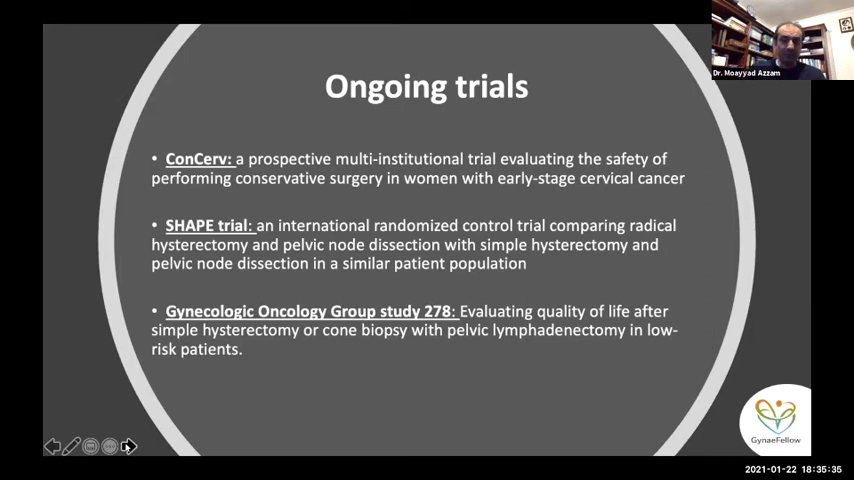 Dr. Moayyad Azzam
Ongoing trials
• ConCerv: a prospective multi-institutional trial evaluating the safety of
performing conservative surgery in women with early-stage cervical cancer
• SHAPE trial: an international randomized control trial comparing radical
hysterectomy and pelvic node dissection with simple hysterectomy and
pelvic node dissection in a similar patient population
• Gynecologic Oncology Group study 278: Evaluating quality of life after
simple hysterectomy or cone biopsy with pelvic lymphadenectomy in low-
risk patients.
GynaeFellow
2021-01-22 18:35:35